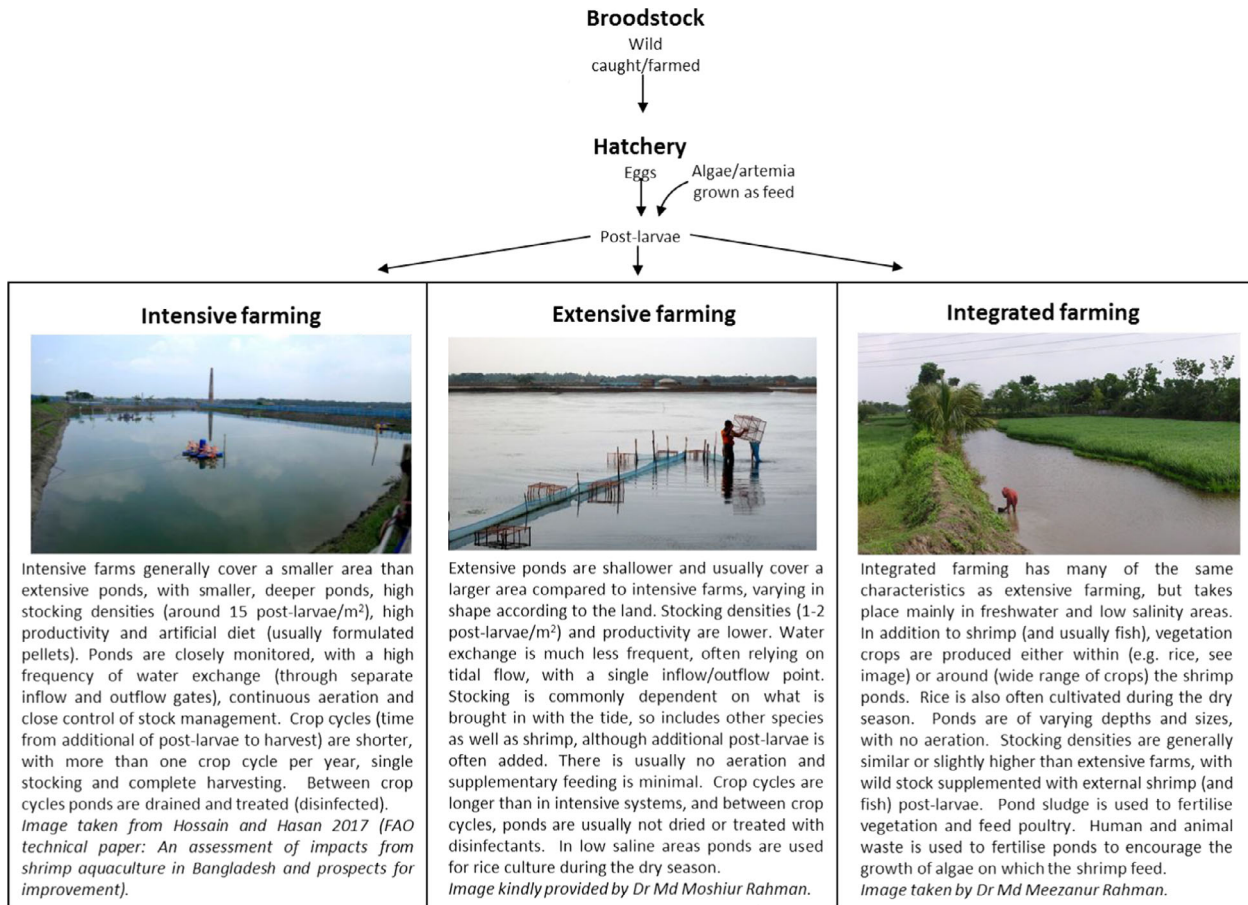 Broodstock
Wild
caught/farmed
Hatchery
Eggs
Algae/artemia
grown as feed
Post-larvae
Intensive farming
Intensive farms generally cover a smaller area than
extensive ponds, with smaller, deeper ponds, high
stocking densities (around 15 post-larvae/m²), high
productivity and artificial diet (usually formulated
pellets). Ponds are closely monitored, with a high
frequency of water exchange (through separate
inflow and outflow gates), continuous aeration and
close control of stock management. Crop cycles (time
from additional of post-larvae to harvest) are shorter,
with more than one crop cycle per year, single
stocking and complete harvesting. Between crop
cycles ponds are drained and treated (disinfected).
Image taken from Hossain and Hasan 2017 (FAO
technical paper: An assessment of impacts from
shrimp aquaculture in Bangladesh and prospects for
improvement).
Extensive farming
Extensive ponds are shallower and usually cover a
larger area compared to intensive farms, varying in
shape according to the land. Stocking densities (1-2
post-larvae/m²) and productivity are lower. Water
exchange is much less frequent, often relying on
tidal flow, with a single inflow/outflow point.
Stocking is commonly dependent on what is
brought in with the tide, so includes other species
as well as shrimp, although additional post-larvae is
often added. There is usually no aeration and
supplementary feeding is minimal. Crop cycles are
longer than in intensive systems, and between crop
cycles, ponds are usually not dried or treated with
disinfectants. In low saline areas ponds are used
for rice culture during the dry season.
Image kindly provided by Dr Md Moshiur Rahman.
Integrated farming
Integrated farming has many of the same
characteristics as extensive farming, but takes
place mainly in freshwater and low salinity areas.
In addition to shrimp (and usually fish), vegetation
crops are produced either within (e.g. rice, see
image) or around (wide range of crops) the shrimp
ponds. Rice is also often cultivated during the dry
season. Ponds are of varying depths and sizes,
with no aeration. Stocking densities are generally
similar or slightly higher than extensive farms, with
wild stock supplemented with external shrimp (and
fish) post-larvae. Pond sludge is used to fertilise
vegetation and feed poultry. Human and animal
waste is used to fertilise ponds to encourage the
growth of algae on which the shrimp feed.
Image taken by Dr Md Meezanur Rahman.